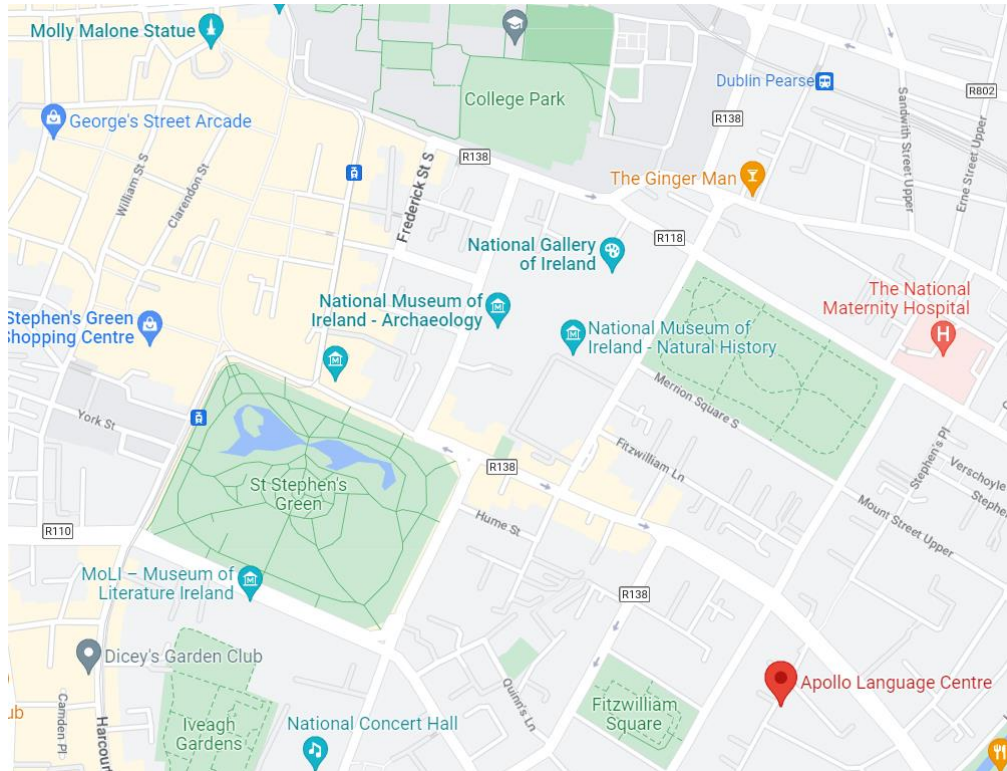 Molly Malone Statue
College Park
Dublin Pearse
R802
George's Street Arcade
R138
R138
Sandwith Street Upper
Erne Street Upper
William St S
Clarendon St
Frederick St S
The Ginger Man
National Gallery
of Ireland
R118
The National
Maternity Hospital
National Museum of
Ireland - Archaeology
National Museum of
Ireland - Natural History
Stephen's Green
Shopping Centre
H
Merrion Square S
York St
Fitzwilliam Ln
Stephen's Pl
Verschoyle
Stephe
R138
St Stephen's
Green
Mount Street Upper
Hume St
R110
MoLI – Museum of
Literature Ireland
R138
Dicey's Garden Club
Apollo Language Centre
Quinn's Ln
Fitzwilliam
Square
Camden Pl
ub
Harcourt
Iveagh
Gardens
National Concert Hall